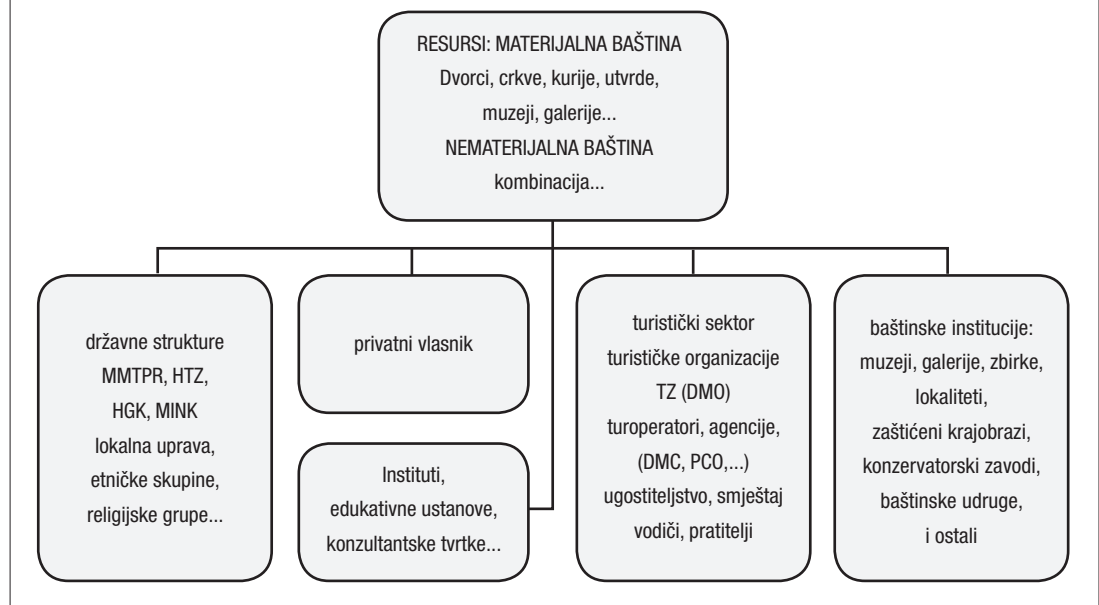 RESURSI: MATERIJALNA BAŠTINA
Dvorci, crkve, kurije, utvrde,
muzeji, galerije...
NEMATERIJALNA BAŠTINA
kombinacija...
državne strukture
MMTPR, HTZ,
HGK, MINK
lokalna uprava,
etničke skupine,
religijske grupe...
privatni vlasnik
Instituti,
edukativne ustanove,
konzultantske tvrtke...
turistički sektor
turističke organizacije
TZ (DMO)
turoperatori, agencije,
(DMC, PCO,...)
ugostiteljstvo, smještaj
vodiči, pratitelji
baštinske institucije:
muzeji, galerije, zbirke,
lokaliteti,
zaštićeni krajobrazi,
konzervatorski zavodi,
baštinske udruge,
i ostali